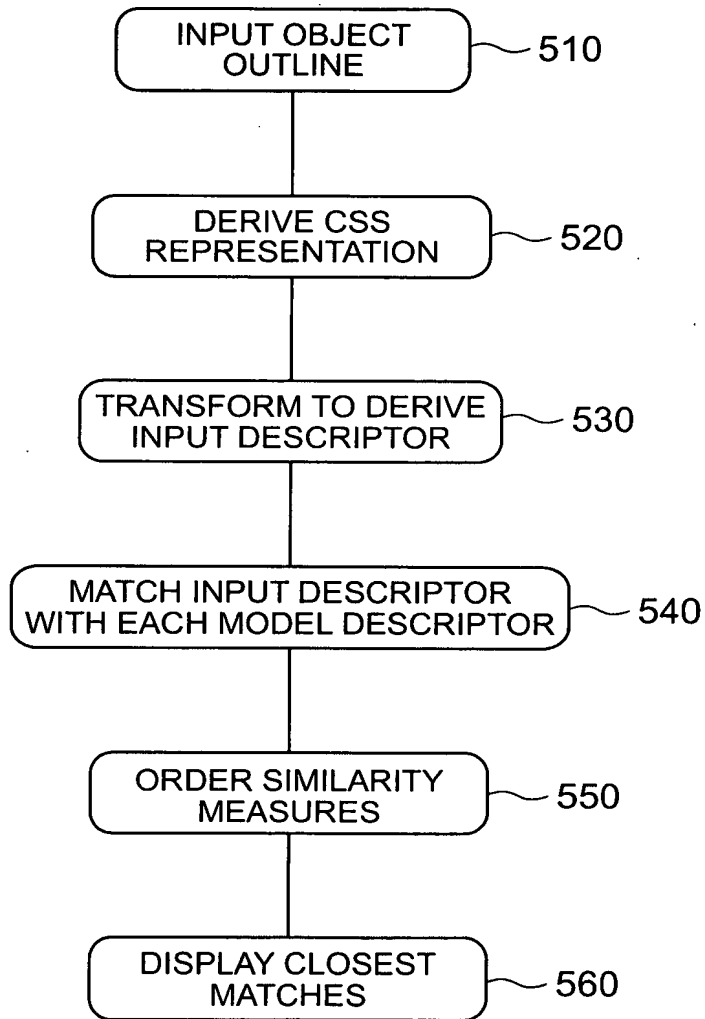 INPUT OBJECT
OUTLINE
510
DERIVE CSS
REPRESENTATION
520
TRANSFORM TO DERIVE
INPUT DESCRIPTOR
530
MATCH INPUT DESCRIPTOR
WITH EACH MODEL DESCRIPTOR
540
ORDER SIMILARITY
MEASURES
550
DISPLAY CLOSEST
MATCHES
560